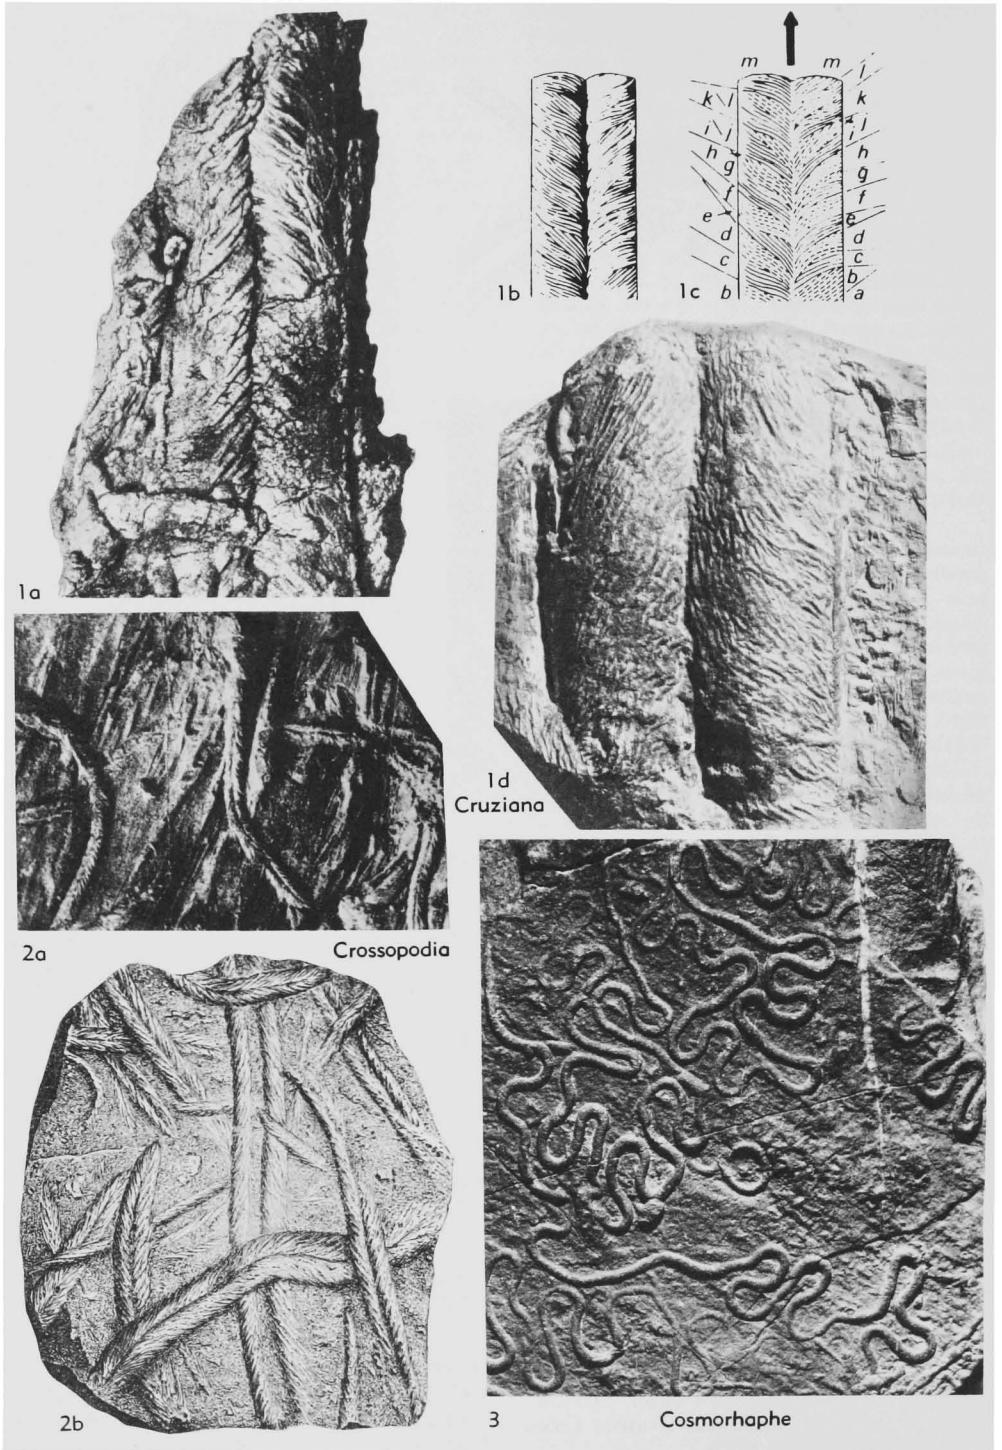 1a
1b
1c
m m
l
k l k
i l l
i
h h
g g
f f
e e
d d
c c
b
b a
1d
Cruziana
2a Crossopodia
2b
3 Cosmorhaphe